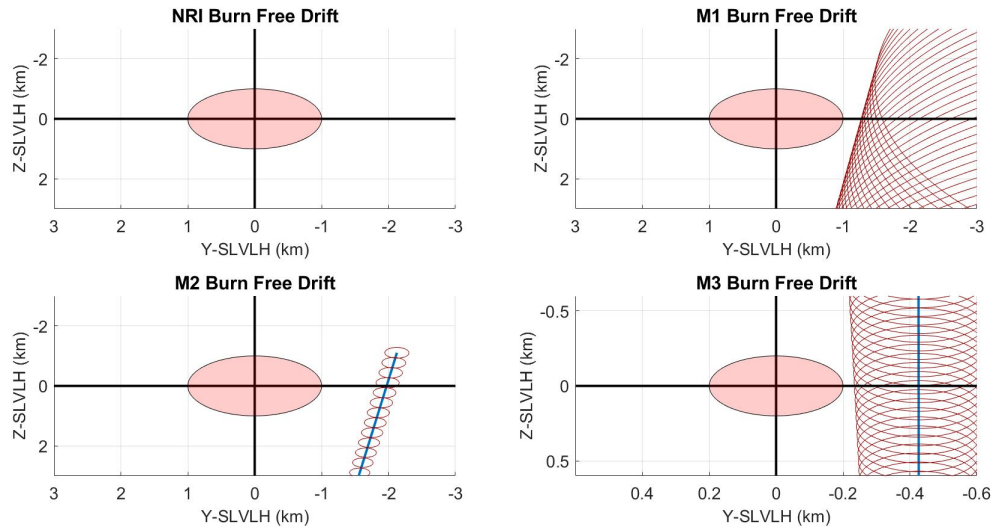 NRI Burn Free Drift
Z-SLVLH (km)
-2
0
2
3 2 1 0 -1 -2 -3
Y-SLVLH (km)
M1 Burn Free Drift
Z-SLVLH (km)
-2
0
2
3 2 1 0 -1 -2 -3
Y-SLVLH (km)
M2 Burn Free Drift
Z-SLVLH (km)
-2
0
2
3 2 1 0 -1 -2 -3
Y-SLVLH (km)
M3 Burn Free Drift
Z-SLVLH (km)
-0.5
0
0.5
0.4 0.2 0 -0.2 -0.4 -0.6
Y-SLVLH (km)